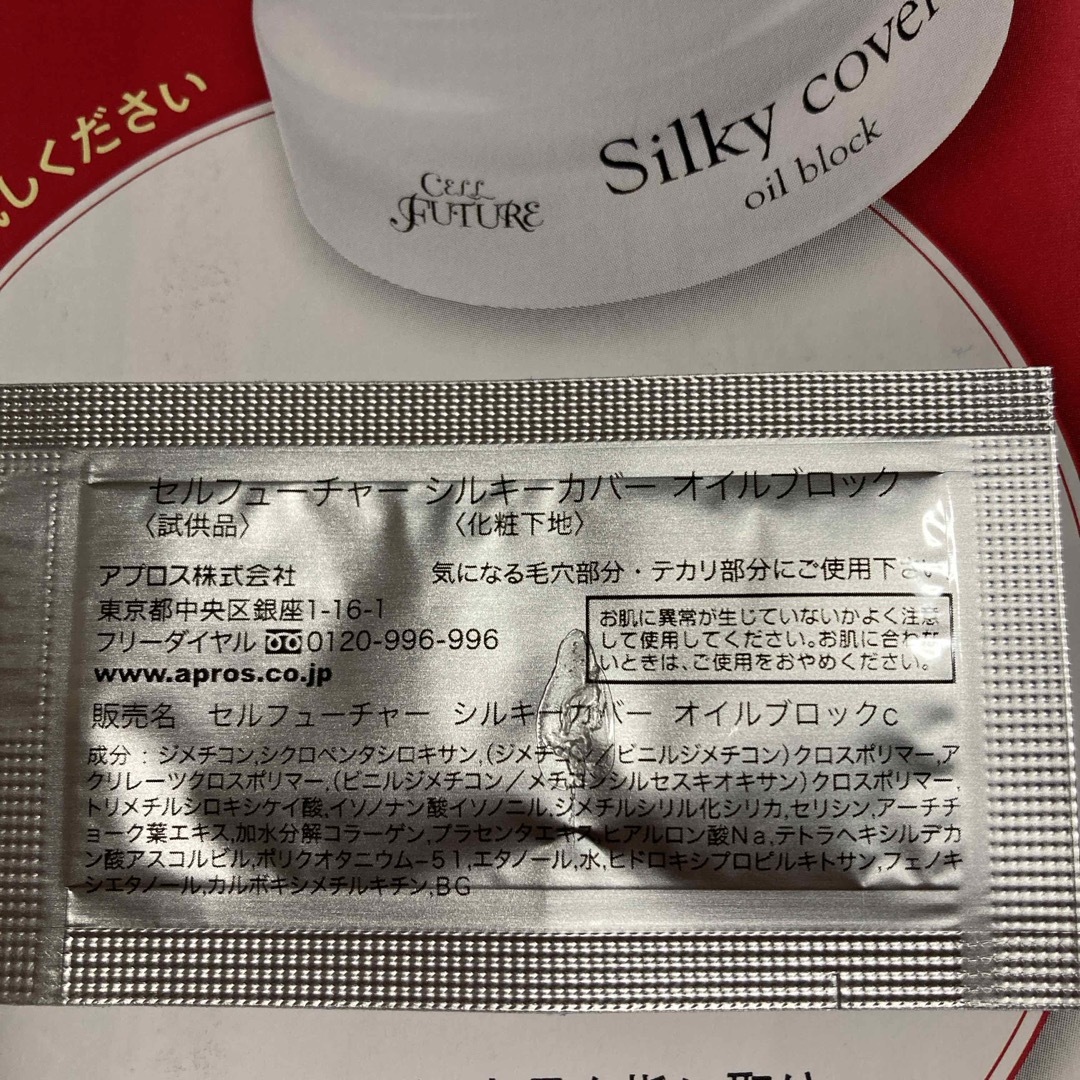 しください
Silky cover
oil block
CELL
FUTURE
セルフューチャー シルキーカバー オイルブロック
〈試供品〉 〈化粧下地〉
アプロス株式会社
気になる毛穴部分・テカリ部分にご使用下さい
東京都中央区銀座1-16-1
フリーダイヤル 0120-996-996
www.apros.co.jp
お肌に異常が生じていないかよく注意
して使用してください。お肌に合わな
いときは、ご使用をおやめください。
販売名 セルフューチャー シルキーカバー オイルブロックc
成分:ジメチコン,シクロペンタシロキサン,(ジメチコン/ビニルジメチコン)クロスポリマー,ア
クリレーツクロスポリマー,(ビニルジメチコン/メチコンシルセスキオキサン)クロスポリマー,
トリメチルシロキシケイ酸,イソノナン酸イソノニル,ジメチルシリル化シリカ,セリシン,アーチチ
ョーク葉エキス,加水分解コラーゲン,プラセンタエキス,ヒアルロン酸Na,テトラヘキシルデカ
ン酸アスコルビル,ポリクオタニウム-51,エタノール,水,ヒドロキシプロピルキトサン,フェノキ
シエタノール,カルボキシメチルキチン,BG